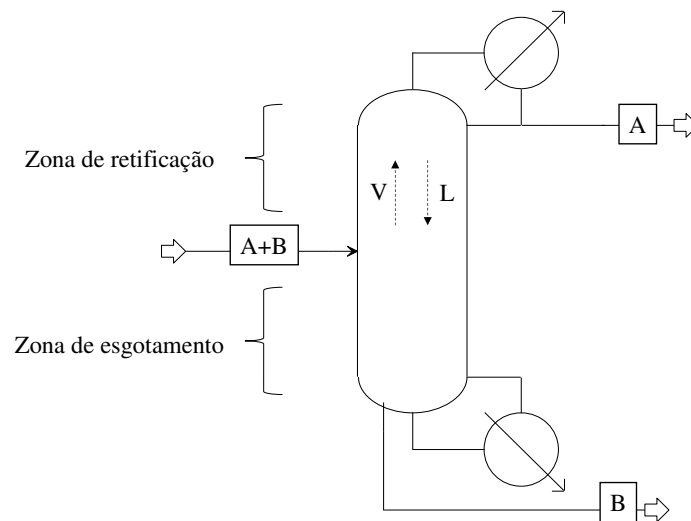 A
Zona de retificação
V
L
A+B
Zona de esgotamento
B